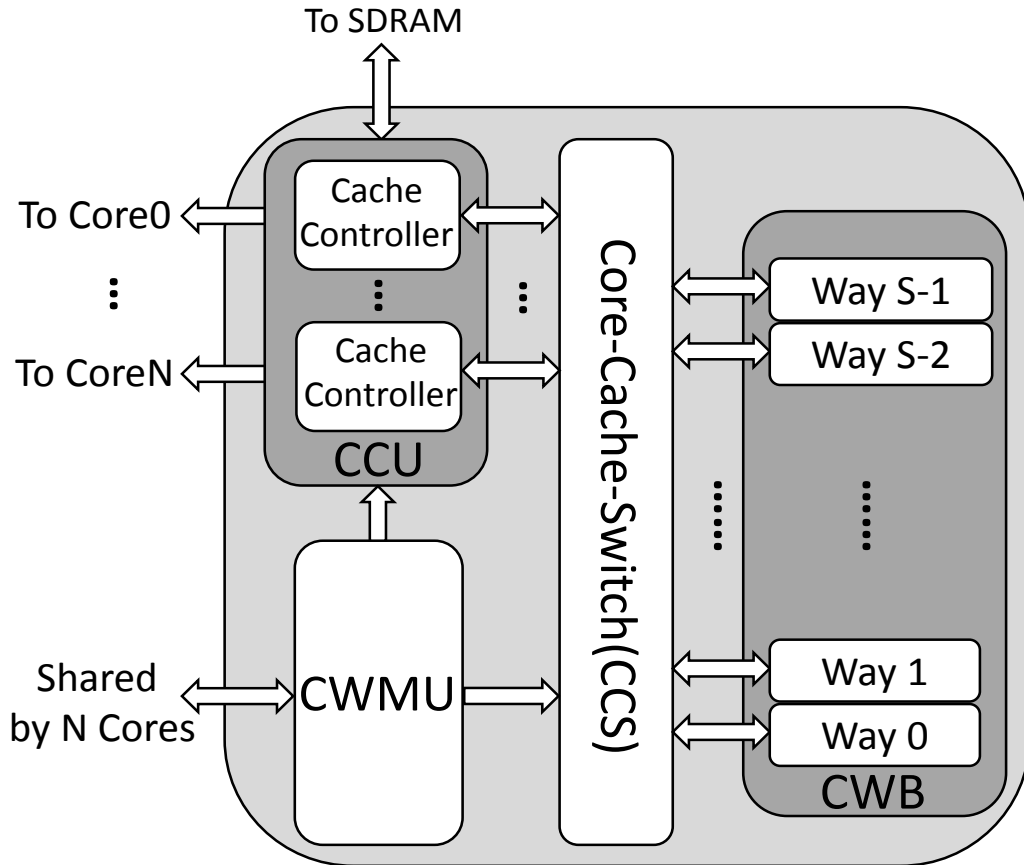 To SDRAM
To Core0
...
To CoreN
Cache
Controller
...
Cache
Controller
CCU
...
Core-Cache-Switch(CCS)
Way S-1
Way S-2
......
......
Way 1
Way 0
CWB
Shared
by N Cores
CWMU